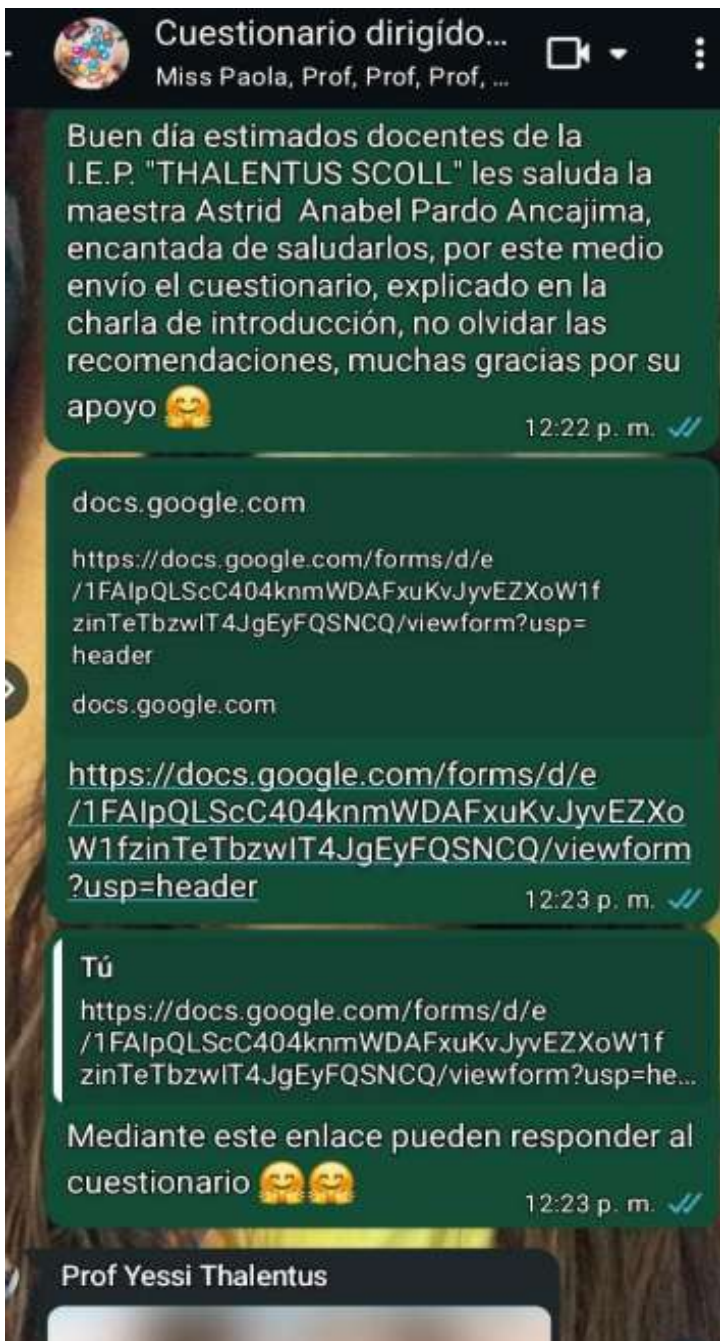 Cuestionario dirigído...
Miss Paola, Prof, Prof, Prof, ...
Buen día estimados docentes de la
I.E.P. "THALENTUS SCOLL" les saluda la
maestra Astrid Anabel Pardo Ancajima,
encantada de saludarlos, por este medio
envío el cuestionario, explicado en la
charla de introducción, no olvidar las
recomendaciones, muchas gracias por su
apoyo 🤗
12:22 p. m.
docs.google.com
https://docs.google.com/forms/d/e
/1FAIpQLScC404knmWDAFxuKvJyvEZXoW1f
zinTeTbzwIT4JgEyFQSNCQ/viewform?usp=
header
docs.google.com
https://docs.google.com/forms/d/e
/1FAIpQLScC404knmWDAFxuKvJyvEZXo
W1fzinTeTbzwIT4JgEyFQSNCQ/viewform
?usp=header
12:23 p. m.
Tú
https://docs.google.com/forms/d/e
/1FAIpQLScC404knmWDAFxuKvJyvEZXoW1f
zinTeTbzwIT4JgEyFQSNCQ/viewform?usp=he...
Mediante este enlace pueden responder al
cuestionario 🤗🤗
12:23 p. m.
Prof Yessi Thalentus